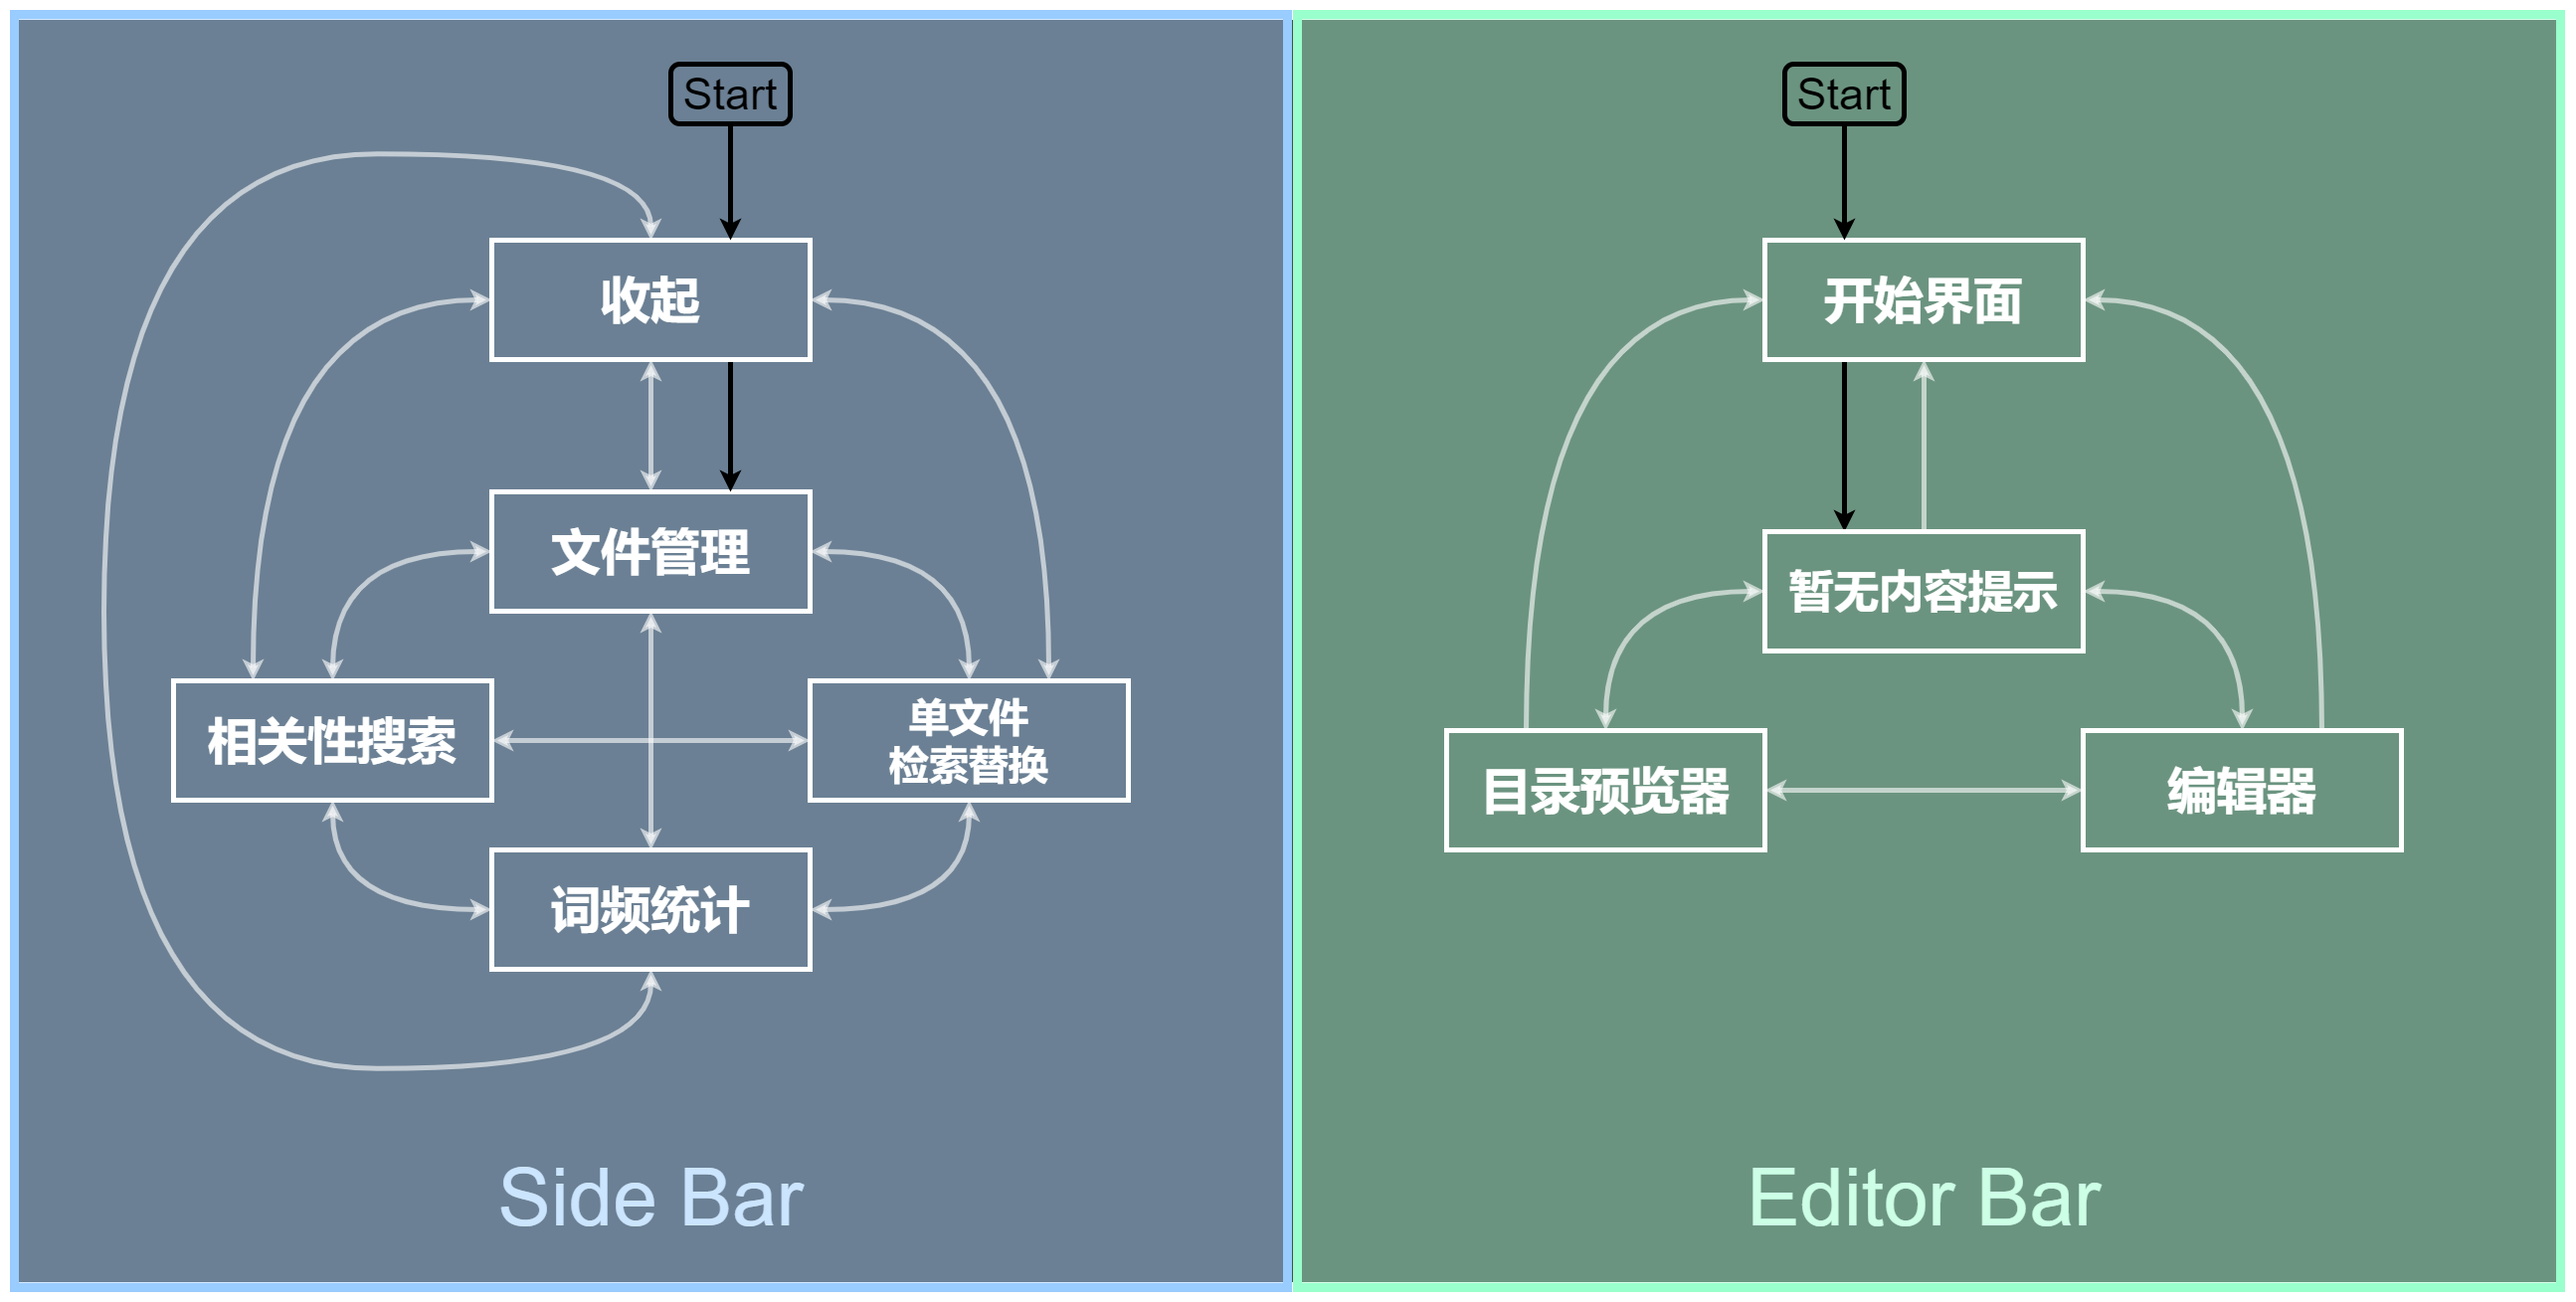 Start
收起
文件管理
相关性搜索
单文件
检索替换
词频统计
Side Bar
Start
开始界面
暂无内容提示
目录预览器
编辑器
Editor Bar